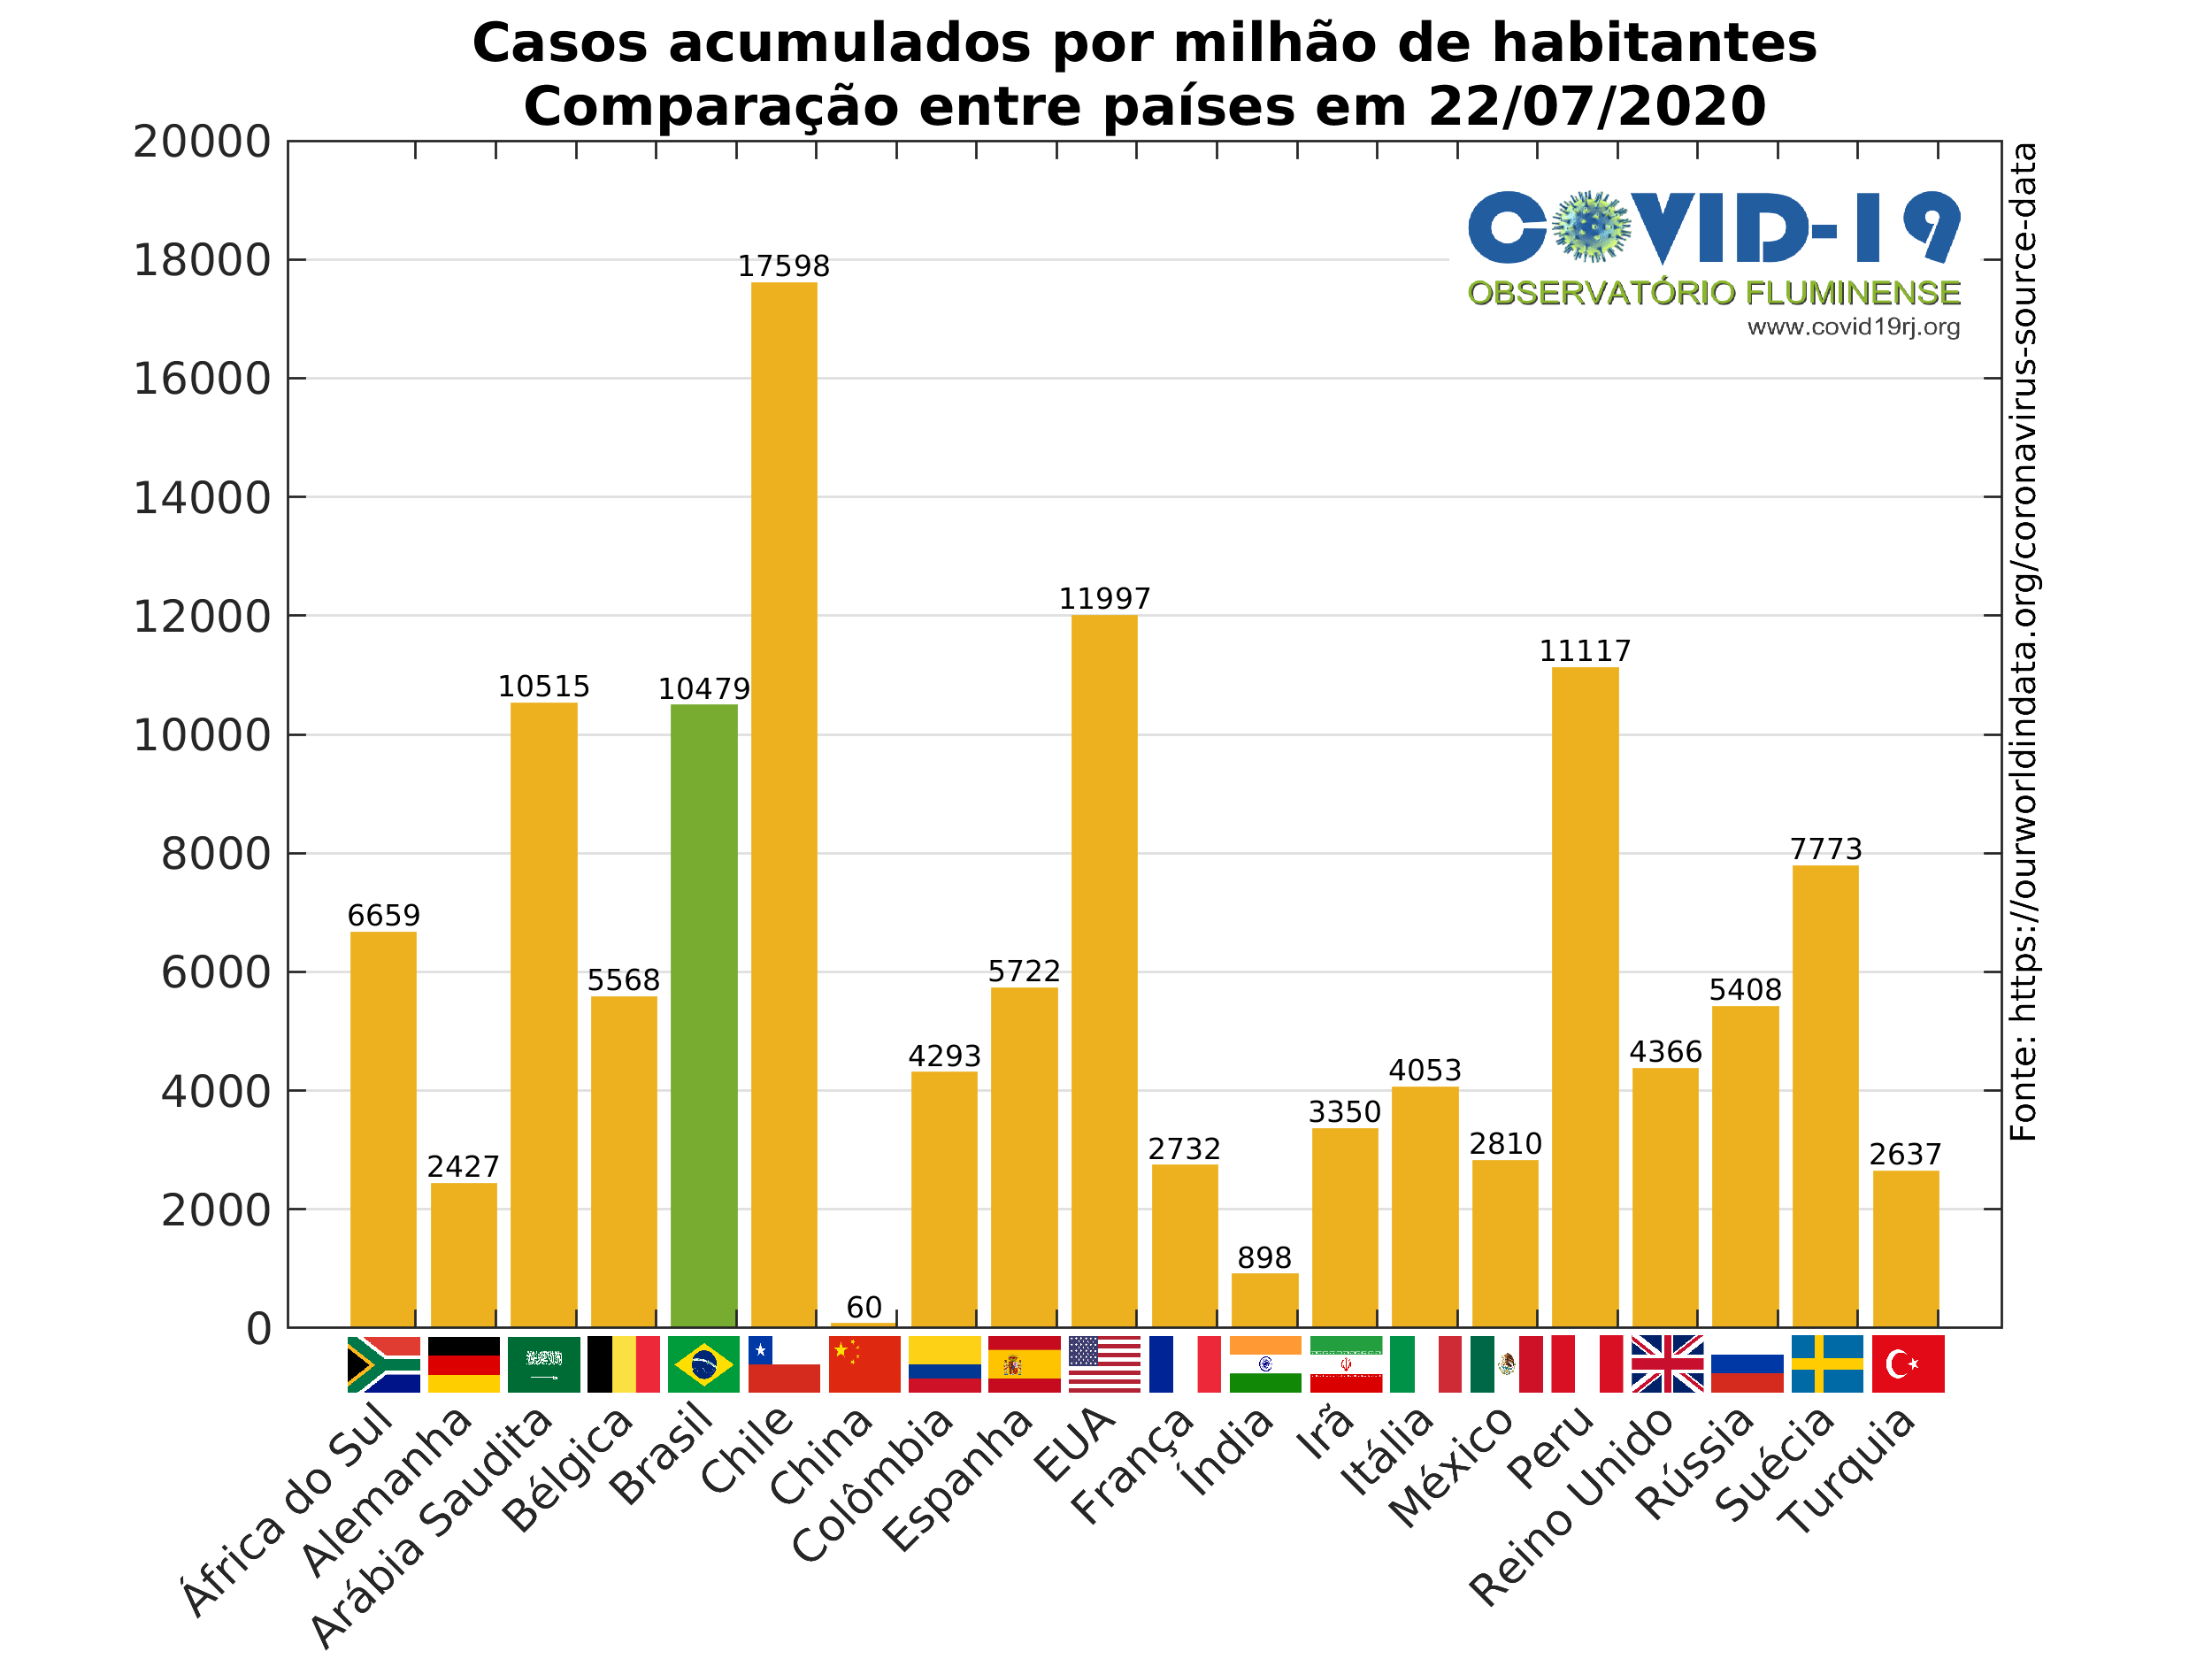 Casos acumulados por milhão de habitantes
Comparação entre países em 22/07/2020
20000
18000
16000
14000
12000
10000
8000
6000
4000
2000
0
COVID-19
OBSERVATÓRIO FLUMINENSE
www.covid19rj.org
Fonte: https://ourworldindata.org/coronavirus-source-data
6659
2427
10515
5568
10479
17598
60
4293
5722
11997
2732
898
3350
4053
2810
11117
4366
5408
7773
2637
África do Sul
Alemanha
Arábia Saudita
Bélgica
Brasil
Chile
China
Colômbia
Espanha
EUA
França
Índia
Irã
Itália
México
Peru
Reino Unido
Rússia
Suécia
Turquia